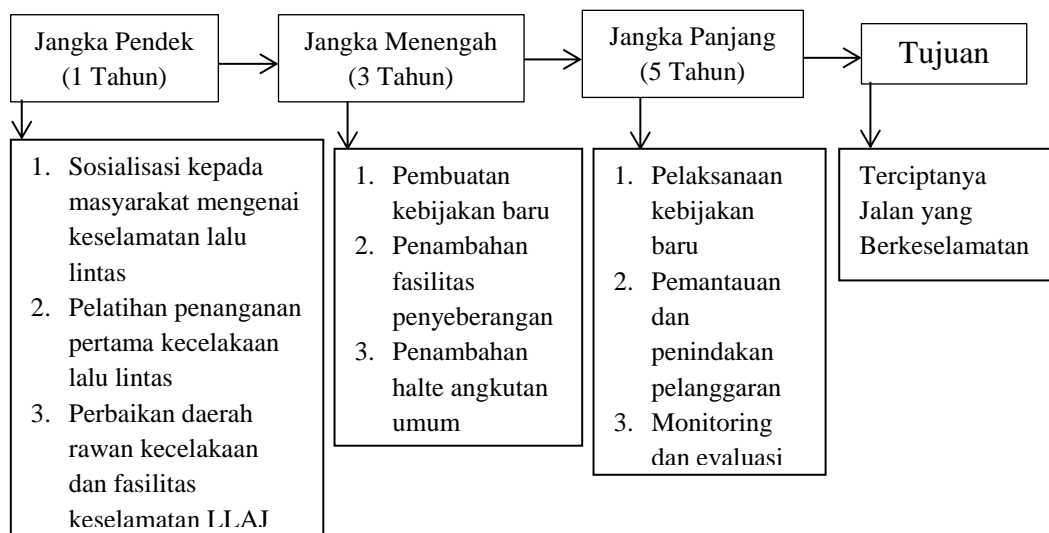 Jangka Pendek
(1 Tahun)
Jangka Menengah
(3 Tahun)
Jangka Panjang
(5 Tahun)
Tujuan
1. Sosialisasi kepada
masyarakat mengenai
keselamatan lalu
lintas
2. Pelatihan penanganan
pertama kecelakaan
lalu lintas
3. Perbaikan daerah
rawan kecelakaan
dan fasilitas
keselamatan LLAJ
1. Pembuatan
kebijakan baru
2. Penambahan
fasilitas
penyeberangan
3. Penambahan
halte angkutan
umum
1. Pelaksanaan
kebijakan
baru
2. Pemantauan
dan
penindakan
pelanggaran
3. Monitoring
dan evaluasi
Terciptanya
Jalan yang
Berkeselamatan